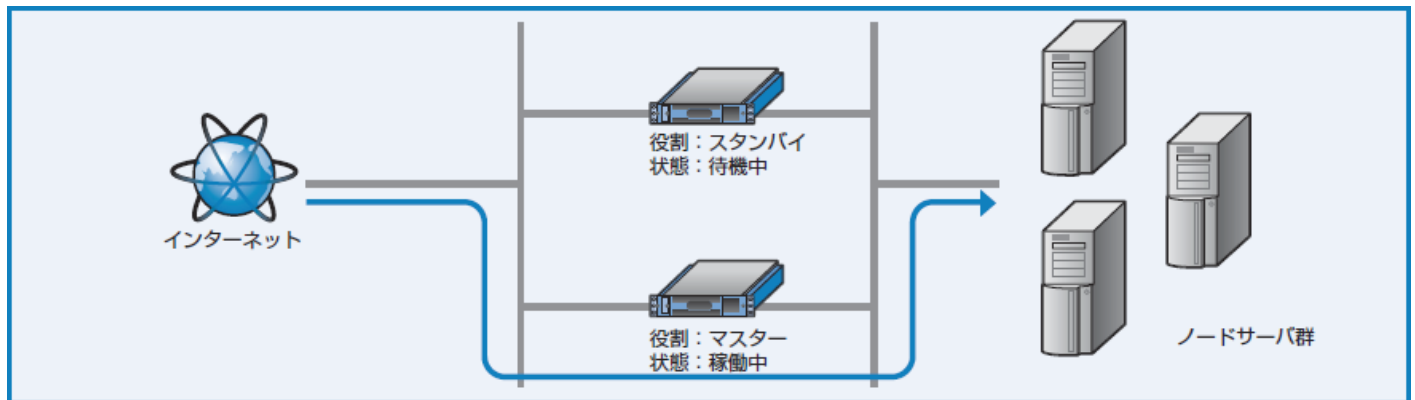 役割：スタンバイ
状態：待機中
インターネット
役割：マスター
状態：稼働中
ノードサーバ群